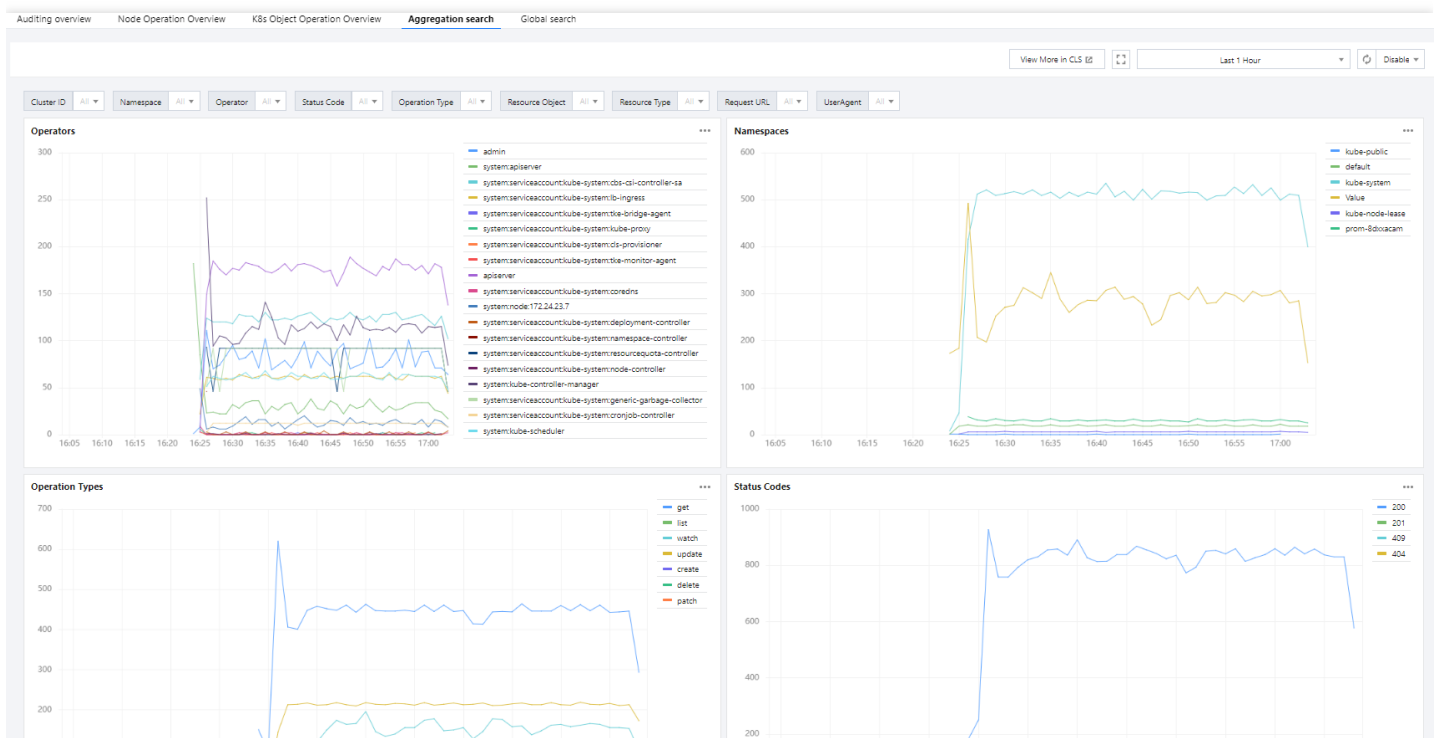 Auditing overview Node Operation Overview K8s Object Operation Overview Aggregation search Global search
View More in CLS Last 1 Hour Disable
Cluster ID All Namespace All Operator All Status Code All Operation Type All Resource Object All Resource Type All Request URL All UserAgent All
Operators
300
250
200
150
100
50
0
16:05 16:10 16:15 16:20 16:25 16:30 16:35 16:40 16:45 16:50 16:55 17:00
admin
system:apiserver
system:serviceaccount:kube-system:cbs-csi-controller-sa
system:serviceaccount:kube-system:lb-ingress
system:serviceaccount:kube-system:tke-bridge-agent
system:serviceaccount:kube-system:kube-proxy
system:serviceaccount:kube-system:cls-provisioner
system:serviceaccount:kube-system:tke-monitor-agent
apiserver
system:serviceaccount:kube-system:coredns
system:node:172.24.23.7
system:serviceaccount:kube-system:deployment-controller
system:serviceaccount:kube-system:namespace-controller
system:serviceaccount:kube-system:resourcequota-controller
system:serviceaccount:kube-system:node-controller
system:kube-controller-manager
system:serviceaccount:kube-system:generic-garbage-collector
system:serviceaccount:kube-system:cronjob-controller
system:kube-scheduler
Namespaces
600
500
400
300
200
100
0
16:05 16:10 16:15 16:20 16:25 16:30 16:35 16:40 16:45 16:50 16:55 17:00
kube-public
default
kube-system
Value
kube-node-lease
prom-8dxxacam
Operation Types
700
600
500
400
300
200
get
list
watch
update
create
delete
patch
Status Codes
1000
800
600
400
200
200
201
409
404